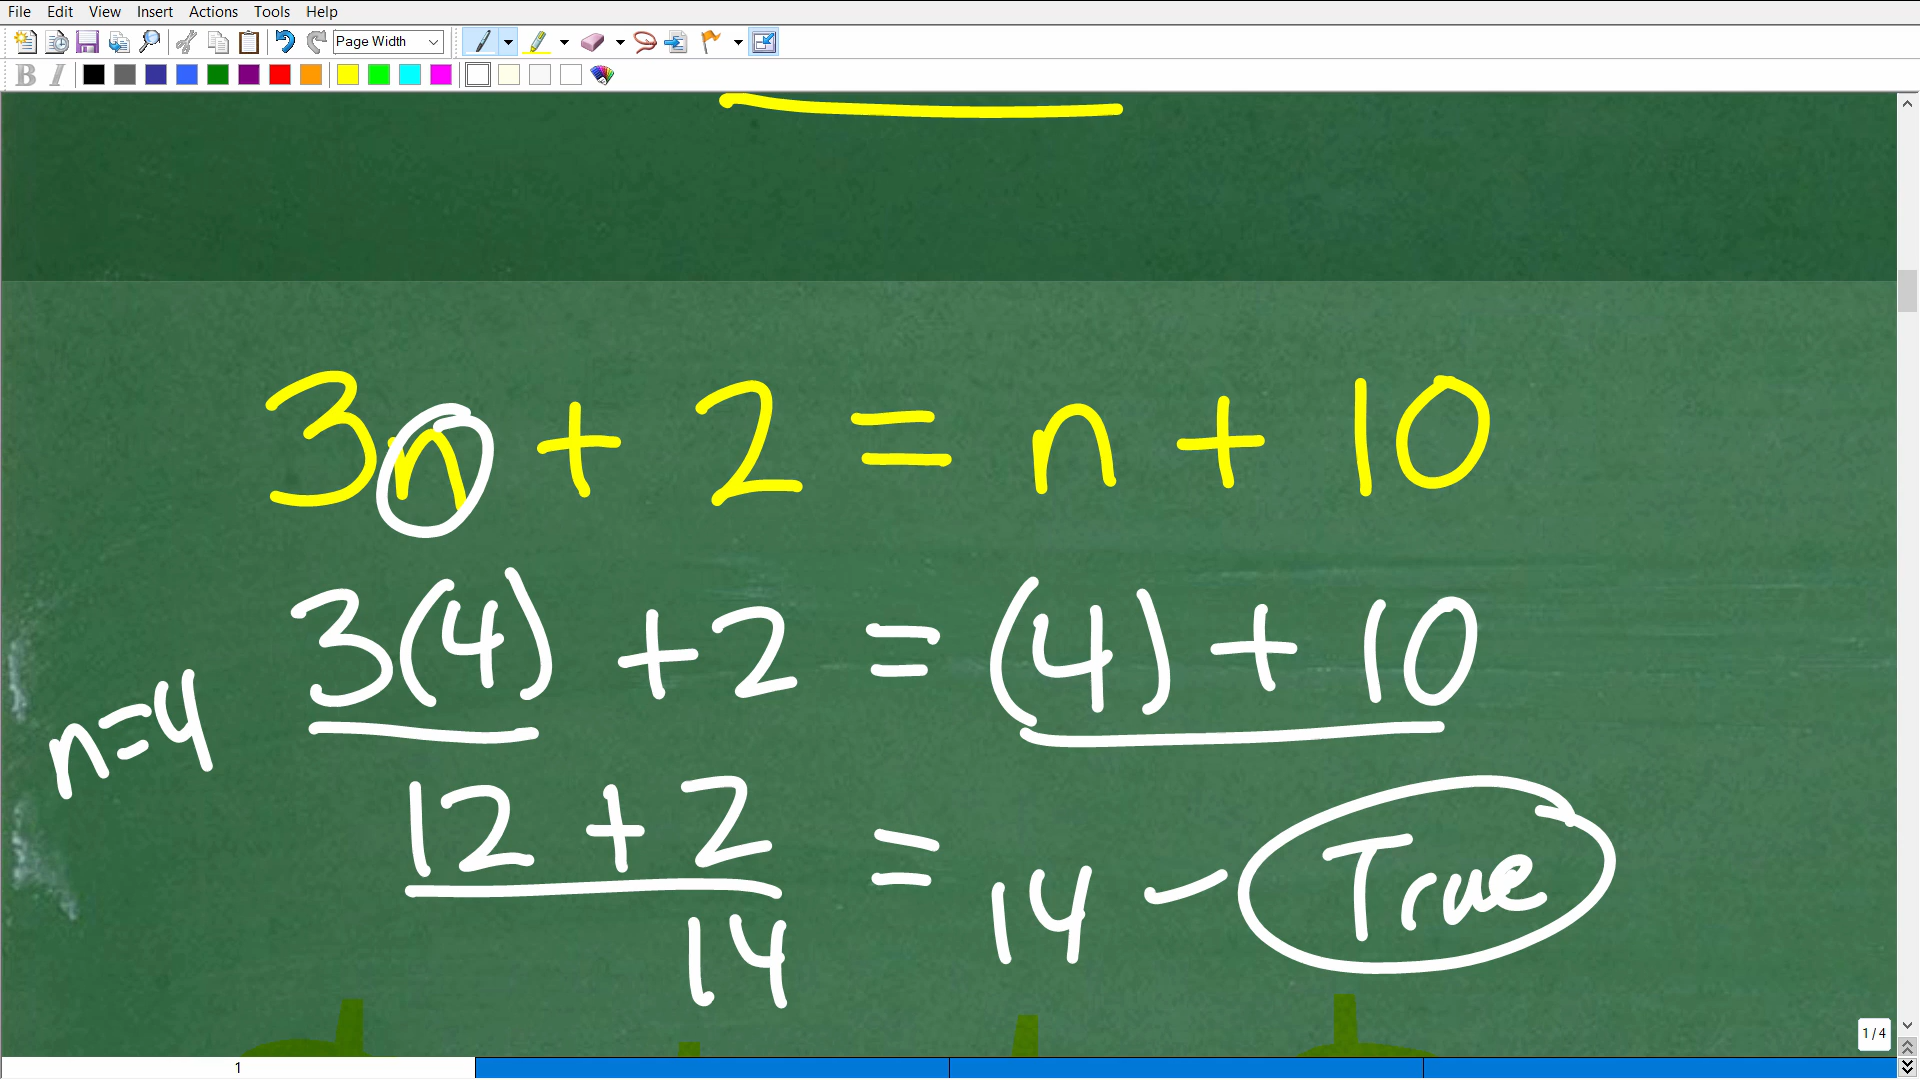 File Edit View Insert Actions Tools Help
Page Width
B I
3n + 2 = n + 10
3(4) + 2 = (4) + 10
n=4
12 + 2 = 14 - True
14
1 / 4
1